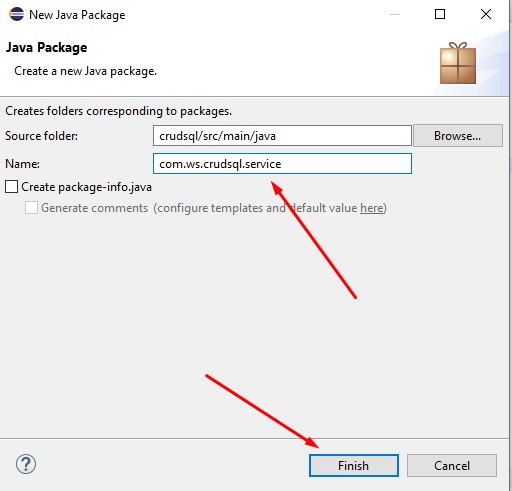 New Java Package
Java Package
Create a new Java package.
Creates folders corresponding to packages.
Source folder: crudsql/src/main/java Browse...
Name: com.ws.crudsql.service
Create package-info.java
Generate comments (configure templates and default value here)
? Finish Cancel